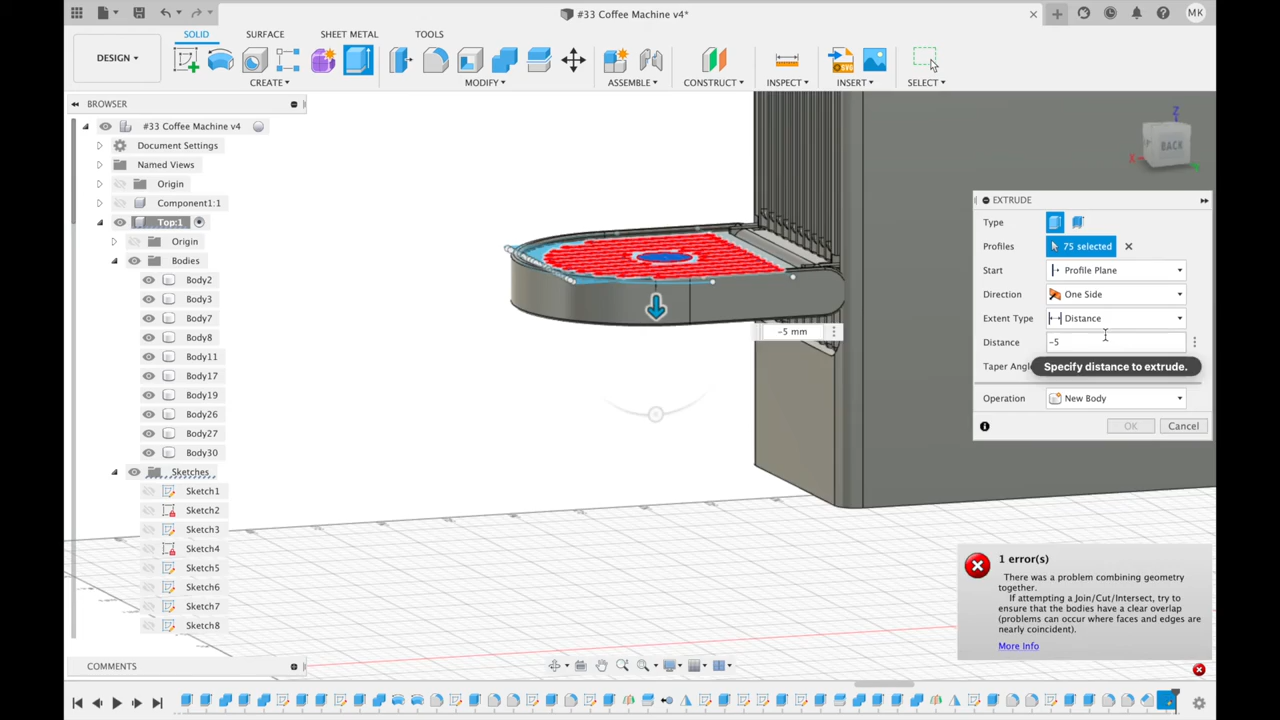 #33 Coffee Machine v4*
MK
DESIGN
SOLID
SURFACE
SHEET METAL
TOOLS
CREATE
MODIFY
ASSEMBLE
CONSTRUCT
INSPECT
INSERT
SELECT
SVG
BROWSER
#33 Coffee Machine v4
Document Settings
Named Views
Origin
Component1:1
Top:1
Origin
Bodies
Body2
Body3
Body7
Body8
Body11
Body17
Body19
Body26
Body27
Body30
Sketches
Sketch1
Sketch2
Sketch3
Sketch4
Sketch5
Sketch6
Sketch7
Sketch8
Z
BACK
X
EXTRUDE
Type
Profiles
75 selected
Start
Profile Plane
Direction
One Side
Extent Type
Distance
Distance
-5
Taper Angl
Specify distance to extrude.
Operation
New Body
OK
Cancel
-5 mm
1 error(s)
There was a problem combining geometry
together.
If attempting a Join/Cut/Intersect, try to
ensure that the bodies have a clear overlap
(problems can occur where faces and edges are
nearly coincident).
More Info
COMMENTS